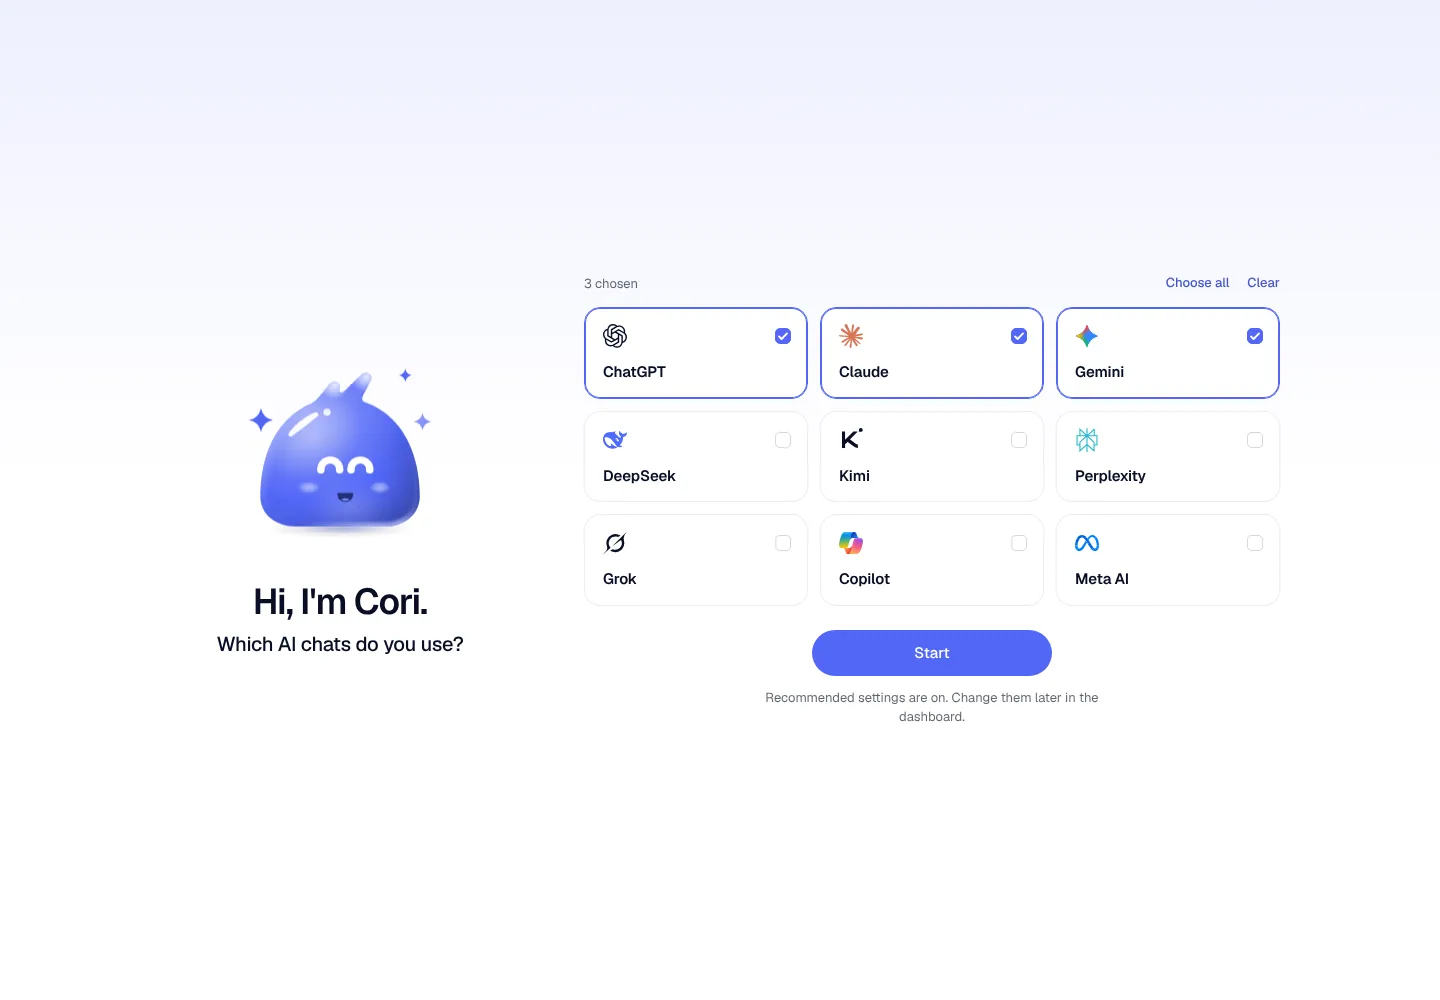 Hi, I'm Cori.
Which AI chats do you use?
3 chosen
Choose all
Clear
ChatGPT
Claude
Gemini
DeepSeek
Kimi
Perplexity
Grok
Copilot
Meta AI
Start
Recommended settings are on. Change them later in the
dashboard.